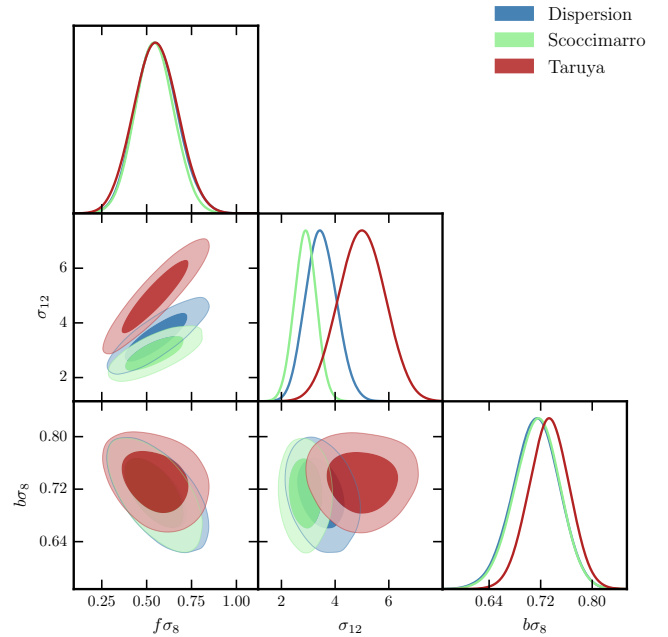 Dispersion
Scoccimarro
Taruya
σ₁₂
6
4
2
bσ₈
0.80
0.72
0.64
0.25 0.50 0.75 1.00
2 4 6
0.64 0.72 0.80
fσ₈
σ₁₂
bσ₈